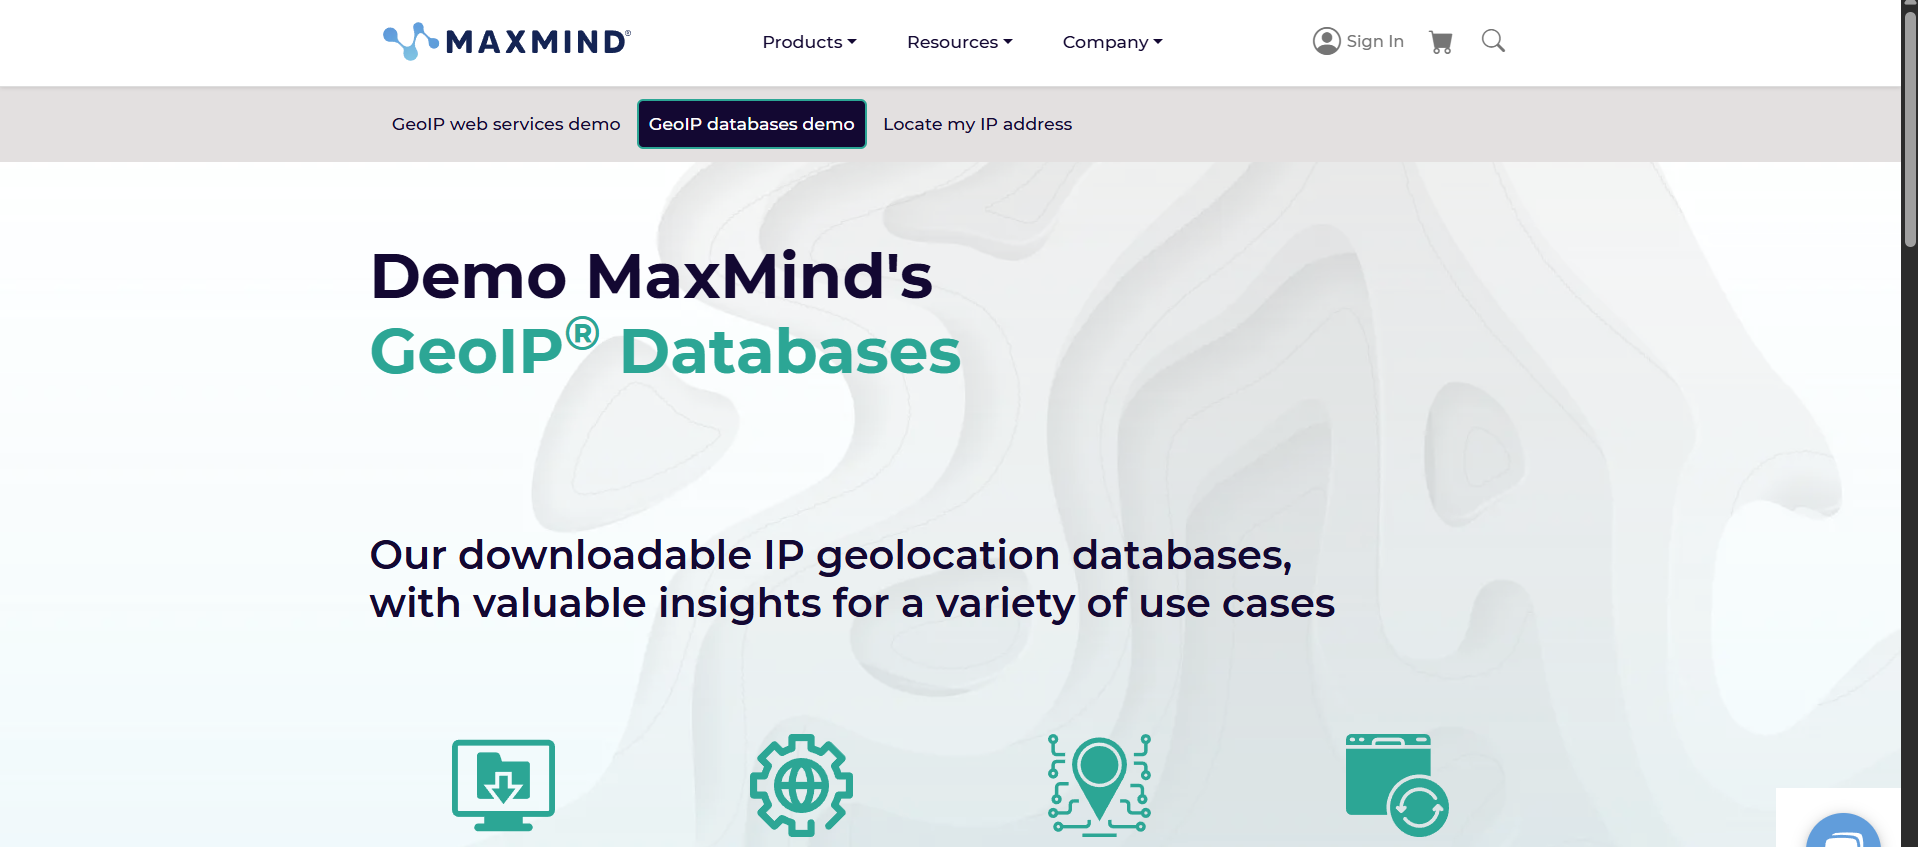 MAXMIND®
Products
Resources
Company
Sign In
GeoIP web services demo
GeoIP databases demo
Locate my IP address
Demo MaxMind's
GeoIP® Databases
Our downloadable IP geolocation databases,
with valuable insights for a variety of use cases